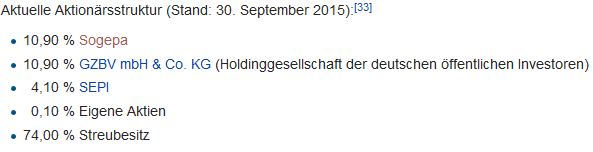 Aktuelle Aktionärsstruktur (Stand: 30. September 2015):[33]
10,90 % Sogepa
10,90 % GZBV mbH & Co. KG (Holdinggesellschaft der deutschen öffentlichen Investoren)
4,10 % SEPI
0,10 % Eigene Aktien
74,00 % Streubesitz